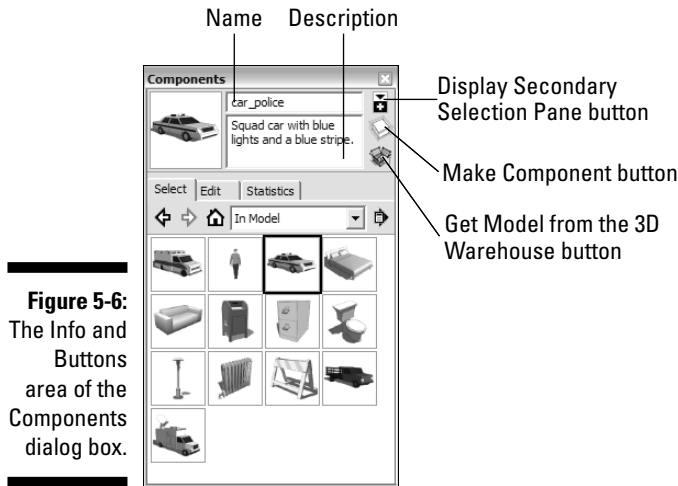 Name Description
Components
car_police
Squad car with blue
lights and a blue stripe.
Display Secondary
Selection Pane button
Make Component button
Get Model from the 3D
Warehouse button
Select Edit Statistics
In Model
Figure 5-6:
The Info and
Buttons
area of the
Components
dialog box.